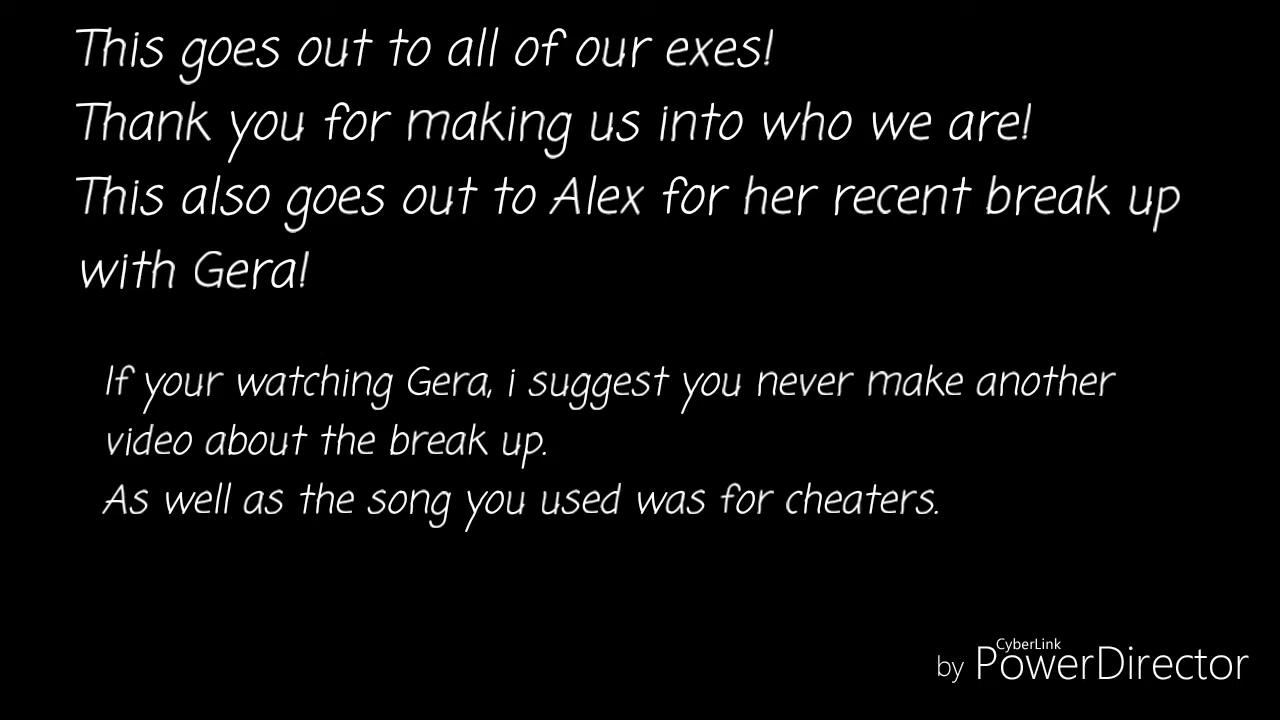 This goes out to all of our exes!
Thank you for making us into who we are!
This also goes out to Alex for her recent break up
with Gera!
If your watching Gera, i suggest you never make another
video about the break up.
As well as the song you used was for cheaters.
CyberLink
by PowerDirector